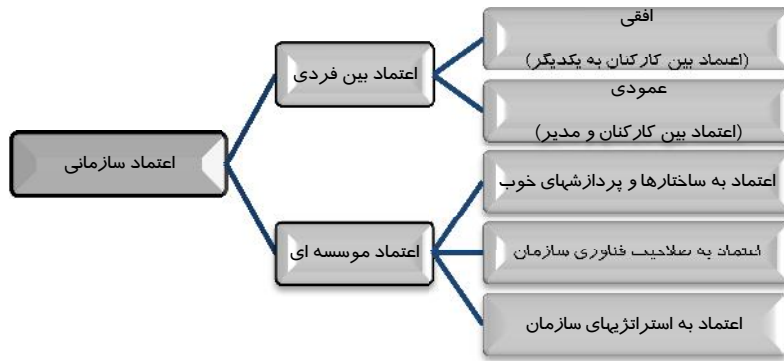 اعتماد سازمانی
اعتماد بین فردی
افقی
(اعتماد بین کارکنان به یکدیگر)
عمودی
(اعتماد بین کارکنان و مدیر)
اعتماد موسسه ای
اعتماد به ساختارها و پردازشهای خوب
اعتماد به صلاحیت فناوری سازمان
اعتماد به استراتژیهای سازمان